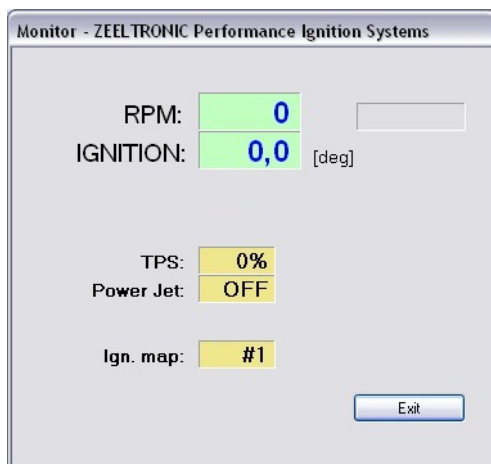 Monitor - ZEELTRONIC Performance Ignition Systems
RPM: 0
IGNITION: 0,0 [deg]
TPS: 0%
Power Jet: OFF
Ign. map: #1
Exit